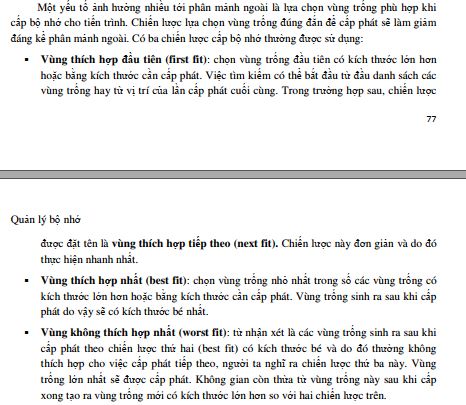 Một yếu tố ảnh hưởng nhiều tới phân mảnh ngoài là lựa chọn vùng trống phù hợp khi
cấp bộ nhớ cho tiến trình. Chiến lược lựa chọn vùng trống đúng đắn để cấp phát sẽ làm giảm
đáng kể phân mảnh ngoài. Có ba chiến lược cấp bộ nhớ thường được sử dụng:
▪ Vùng thích hợp đầu tiên (first fit): chọn vùng trống đầu tiên có kích thước lớn hơn
hoặc bằng kích thước cần cấp phát. Việc tìm kiếm có thể bắt đầu từ đầu danh sách các
vùng trống hay từ vị trí của lần cấp phát cuối cùng. Trong trường hợp sau, chiến lược
77
Quản lý bộ nhớ
được đặt tên là vùng thích hợp tiếp theo (next fit). Chiến lược này đơn giản và do đó
thực hiện nhanh nhất.
▪ Vùng thích hợp nhất (best fit): chọn vùng trống nhỏ nhất trong số các vùng trống có
kích thước lớn hơn hoặc bằng kích thước cần cấp phát. Vùng trống sinh ra sau khi cấp
phát do vậy sẽ có kích thước bé nhất.
▪ Vùng không thích hợp nhất (worst fit): từ nhận xét là các vùng trống sinh ra sau khi
cấp phát theo chiến lược thứ hai (best fit) có kích thước bé và do đó thường không
thích hợp cho việc cấp phát tiếp theo, người ta nghĩ ra chiến lược thứ ba này. Vùng
trống lớn nhất sẽ được cấp phát. Không gian còn thừa từ vùng trống này sau khi cấp
xong tạo ra vùng trống mới có kích thước lớn hơn so với hai chiến lược trên.